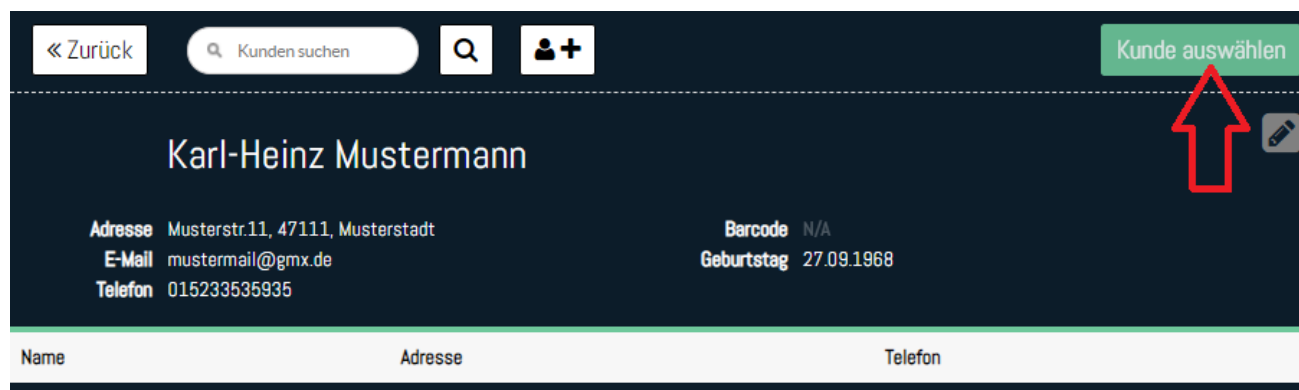 « Zurück Kunden suchen Kunde auswählen
Karl-Heinz Mustermann
Adresse Musterstr.11, 47111, Musterstadt Barcode N/A
E-Mail mustermail@gmx.de Geburtstag 27.09.1968
Telefon 015233535935
Name Adresse Telefon